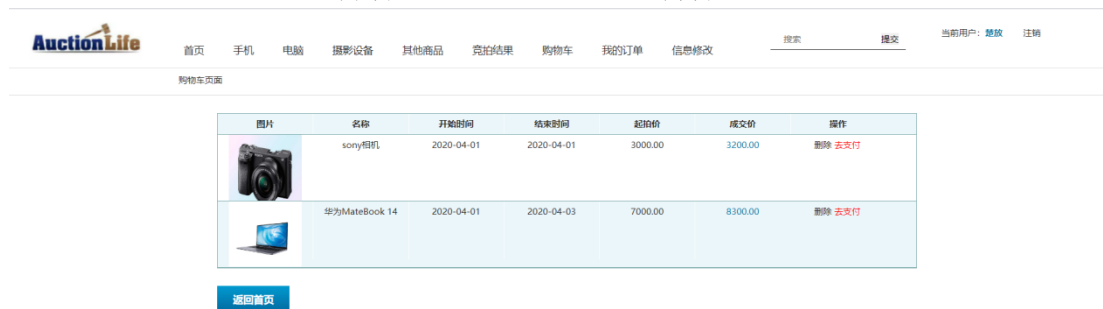 AuctionLife
首页 手机 电脑 摄影设备 其他商品 竞拍结果 购物车 我的订单 信息修改 搜索 提交 当前用户：楚放 注销
购物车页面
图片 名称 开始时间 结束时间 起拍价 成交价 操作
sony相机 2020-04-01 2020-04-01 3000.00 3200.00 删除 去支付
华为MateBook 14 2020-04-01 2020-04-03 7000.00 8300.00 删除 去支付
返回首页